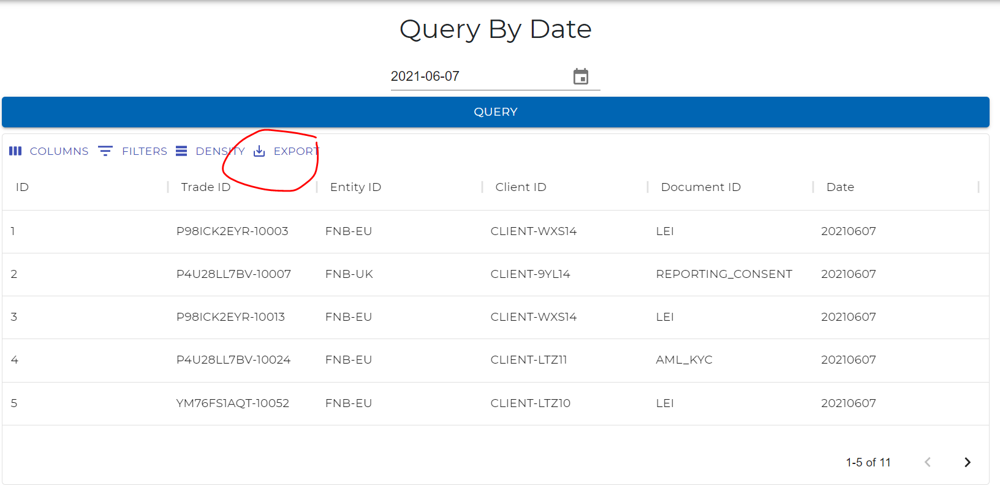 Query By Date
2021-06-07
QUERY
COLUMNS FILTERS DENSITY EXPORT
ID Trade ID Entity ID Client ID Document ID Date
1 P98ICK2EYR-10003 FNB-EU CLIENT-WXS14 LEI 20210607
2 P4U28LL7BV-10007 FNB-UK CLIENT-9YL14 REPORTING_CONSENT 20210607
3 P98ICK2EYR-10013 FNB-EU CLIENT-WXS14 LEI 20210607
4 P4U28LL7BV-10024 FNB-EU CLIENT-LTZ11 AML_KYC 20210607
5 YM76FS1AQT-10052 FNB-EU CLIENT-LTZ10 LEI 20210607
1-5 of 11